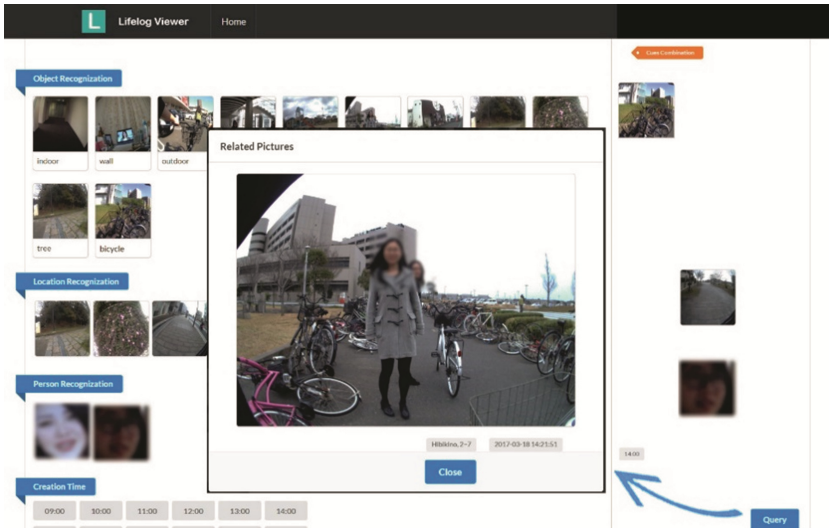 L
Lifelog Viewer
Home
Cues Combination
Object Recognization
indoor
wall
outdoor
Related Pictures
tree
bicycle
Location Recognization
Person Recognization
Hibikino, 2-7
2017-03-18 14:21:51
14:00
Close
Creation Time
09:00
10:00
11:00
12:00
13:00
14:00
Query